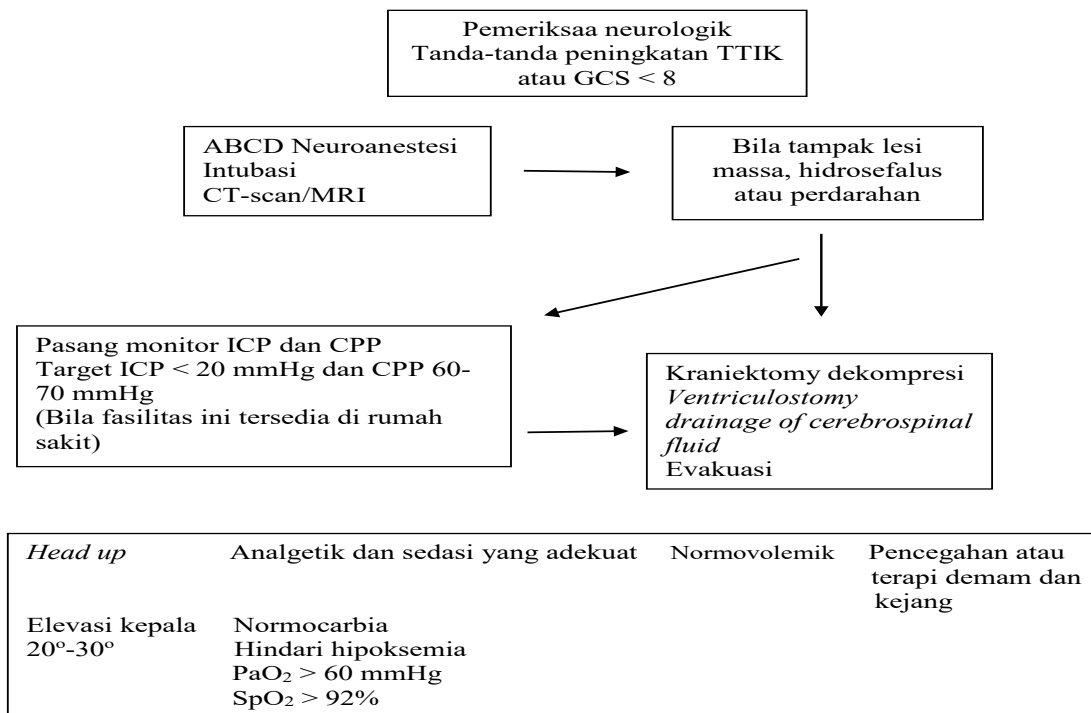 Pemeriksaa neurologik
Tanda-tanda peningkatan TTIK
atau GCS < 8
ABCD Neuroanestesi
Intubasi
CT-scan/MRI
Bila tampak lesi
massa, hidrosefalus
atau perdarahan
Pasang monitor ICP dan CPP
Target ICP < 20 mmHg dan CPP 60-
70 mmHg
(Bila fasilitas ini tersedia di rumah
sakit)
Kraniektomy dekompresi
Ventriculostomy
drainage of cerebrospinal
fluid
Evakuasi
Head up
Analgetik dan sedasi yang adekuat
Normovolemik
Pencegahan atau
terapi demam dan
kejang
Elevasi kepala
20º-30º
Normocarbia
Hindari hipoksemia
PaO₂ > 60 mmHg
SpO₂ > 92%